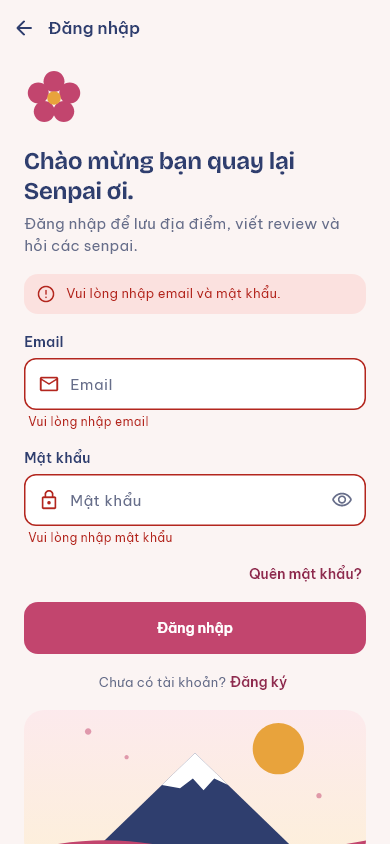 Đăng nhập
Chào mừng bạn quay lại
Senpai ơi.
Đăng nhập để lưu địa điểm, viết review và
hỏi các senpai.
Vui lòng nhập email và mật khẩu.
Email
Email
Vui lòng nhập email
Mật khẩu
Mật khẩu
Vui lòng nhập mật khẩu
Quên mật khẩu?
Đăng nhập
Chưa có tài khoản? Đăng ký